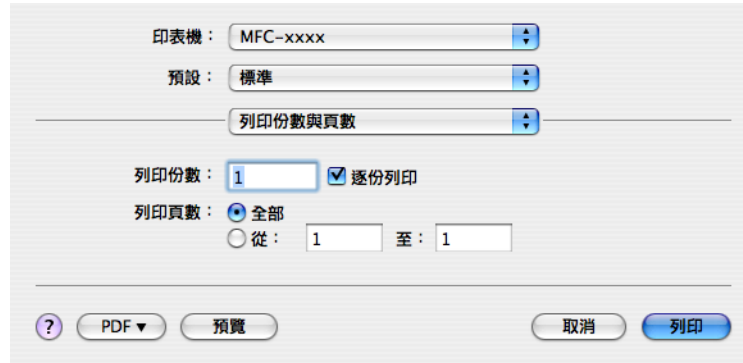 印表機： MFC-xxxx
預設： 標準
列印份數與頁數
列印份數： 1 逐份列印
列印頁數： 全部
從： 1 至： 1
? PDF▼ 預覽 取消 列印